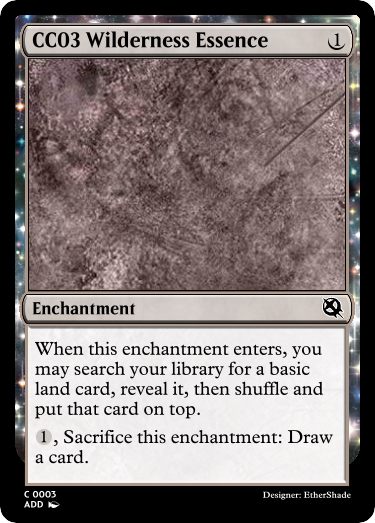 CC03 Wilderness Essence 1
Enchantment
When this enchantment enters, you
may search your library for a basic
land card, reveal it, then shuffle and
put that card on top.
1, Sacrifice this enchantment: Draw
a card.
C 0003
ADD
Designer: EtherShade